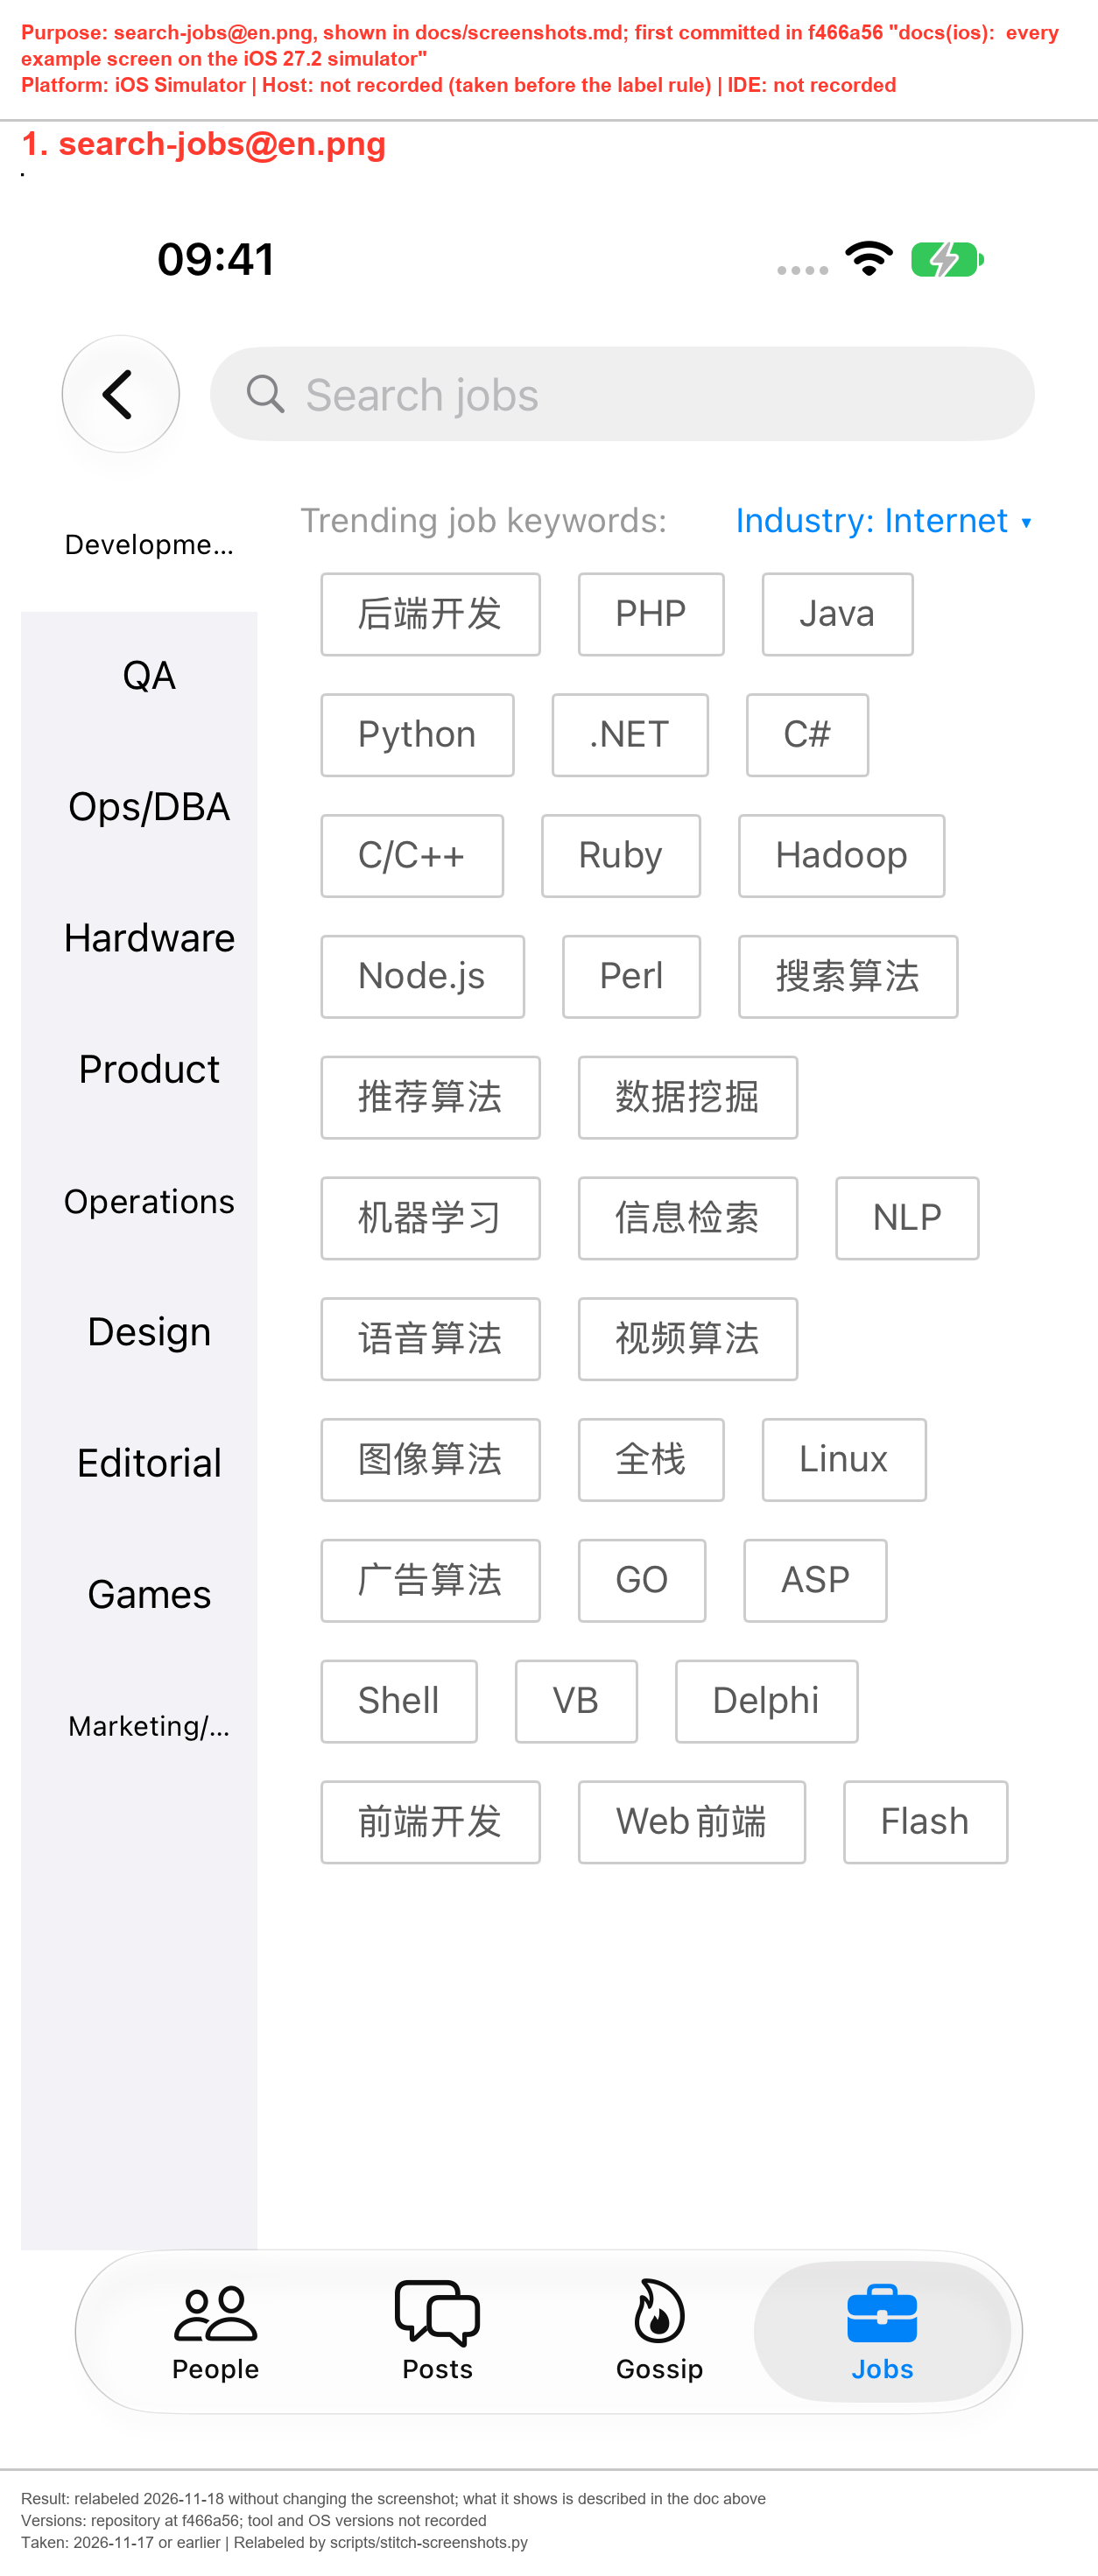 Purpose: search-jobs@en.png, shown in docs/screenshots.md; first committed in f466a56 "docs(ios):  every
example screen on the iOS 27.2 simulator"
Platform: iOS Simulator | Host: not recorded (taken before the label rule) | IDE: not recorded
1. search-jobs@en.png
09:41
Search jobs
Trending job keywords:
Industry: Internet ▾
Developme...
QA
Ops/DBA
Hardware
Product
Operations
Design
Editorial
Games
Marketing/...
后端开发 PHP Java
Python .NET C#
C/C++ Ruby Hadoop
Node.js Perl 搜索算法
推荐算法 数据挖掘
机器学习 信息检索 NLP
语音算法 视频算法
图像算法 全栈 Linux
广告算法 GO ASP
Shell VB Delphi
前端开发 Web前端 Flash
People Posts Gossip Jobs
Result: relabeled 2026-11-18 without changing the screenshot; what it shows is described in the doc above
Versions: repository at f466a56; tool and OS versions not recorded
Taken: 2026-11-17 or earlier | Relabeled by scripts/stitch-screenshots.py